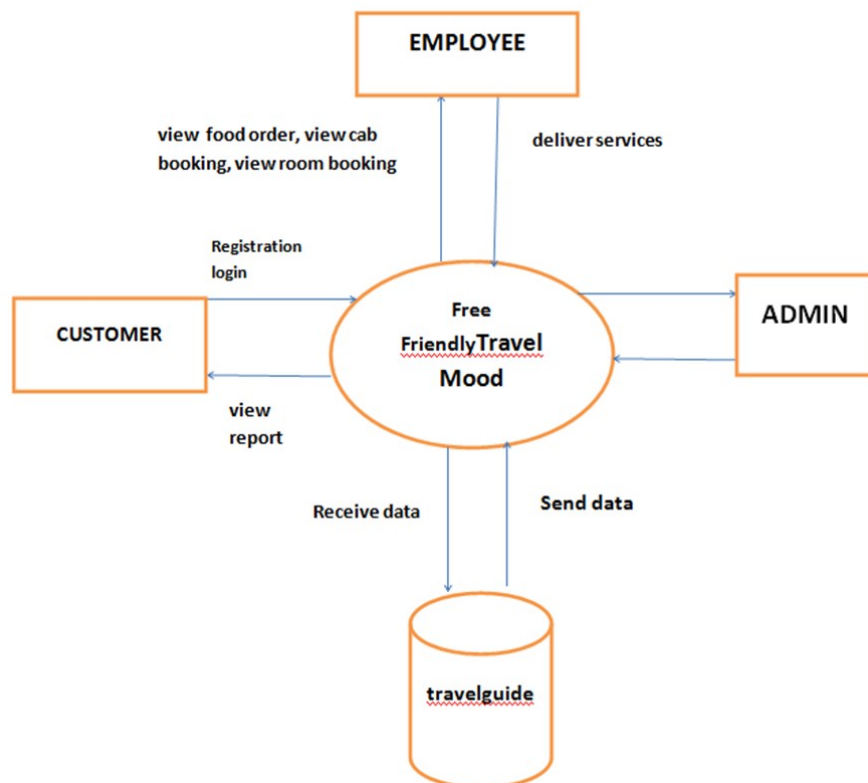 EMPLOYEE
view food order, view cab
booking, view room booking
deliver services
Registration
login
CUSTOMER
Free
FriendlyTravel
Mood
ADMIN
view
report
Receive data
Send data
travelguide